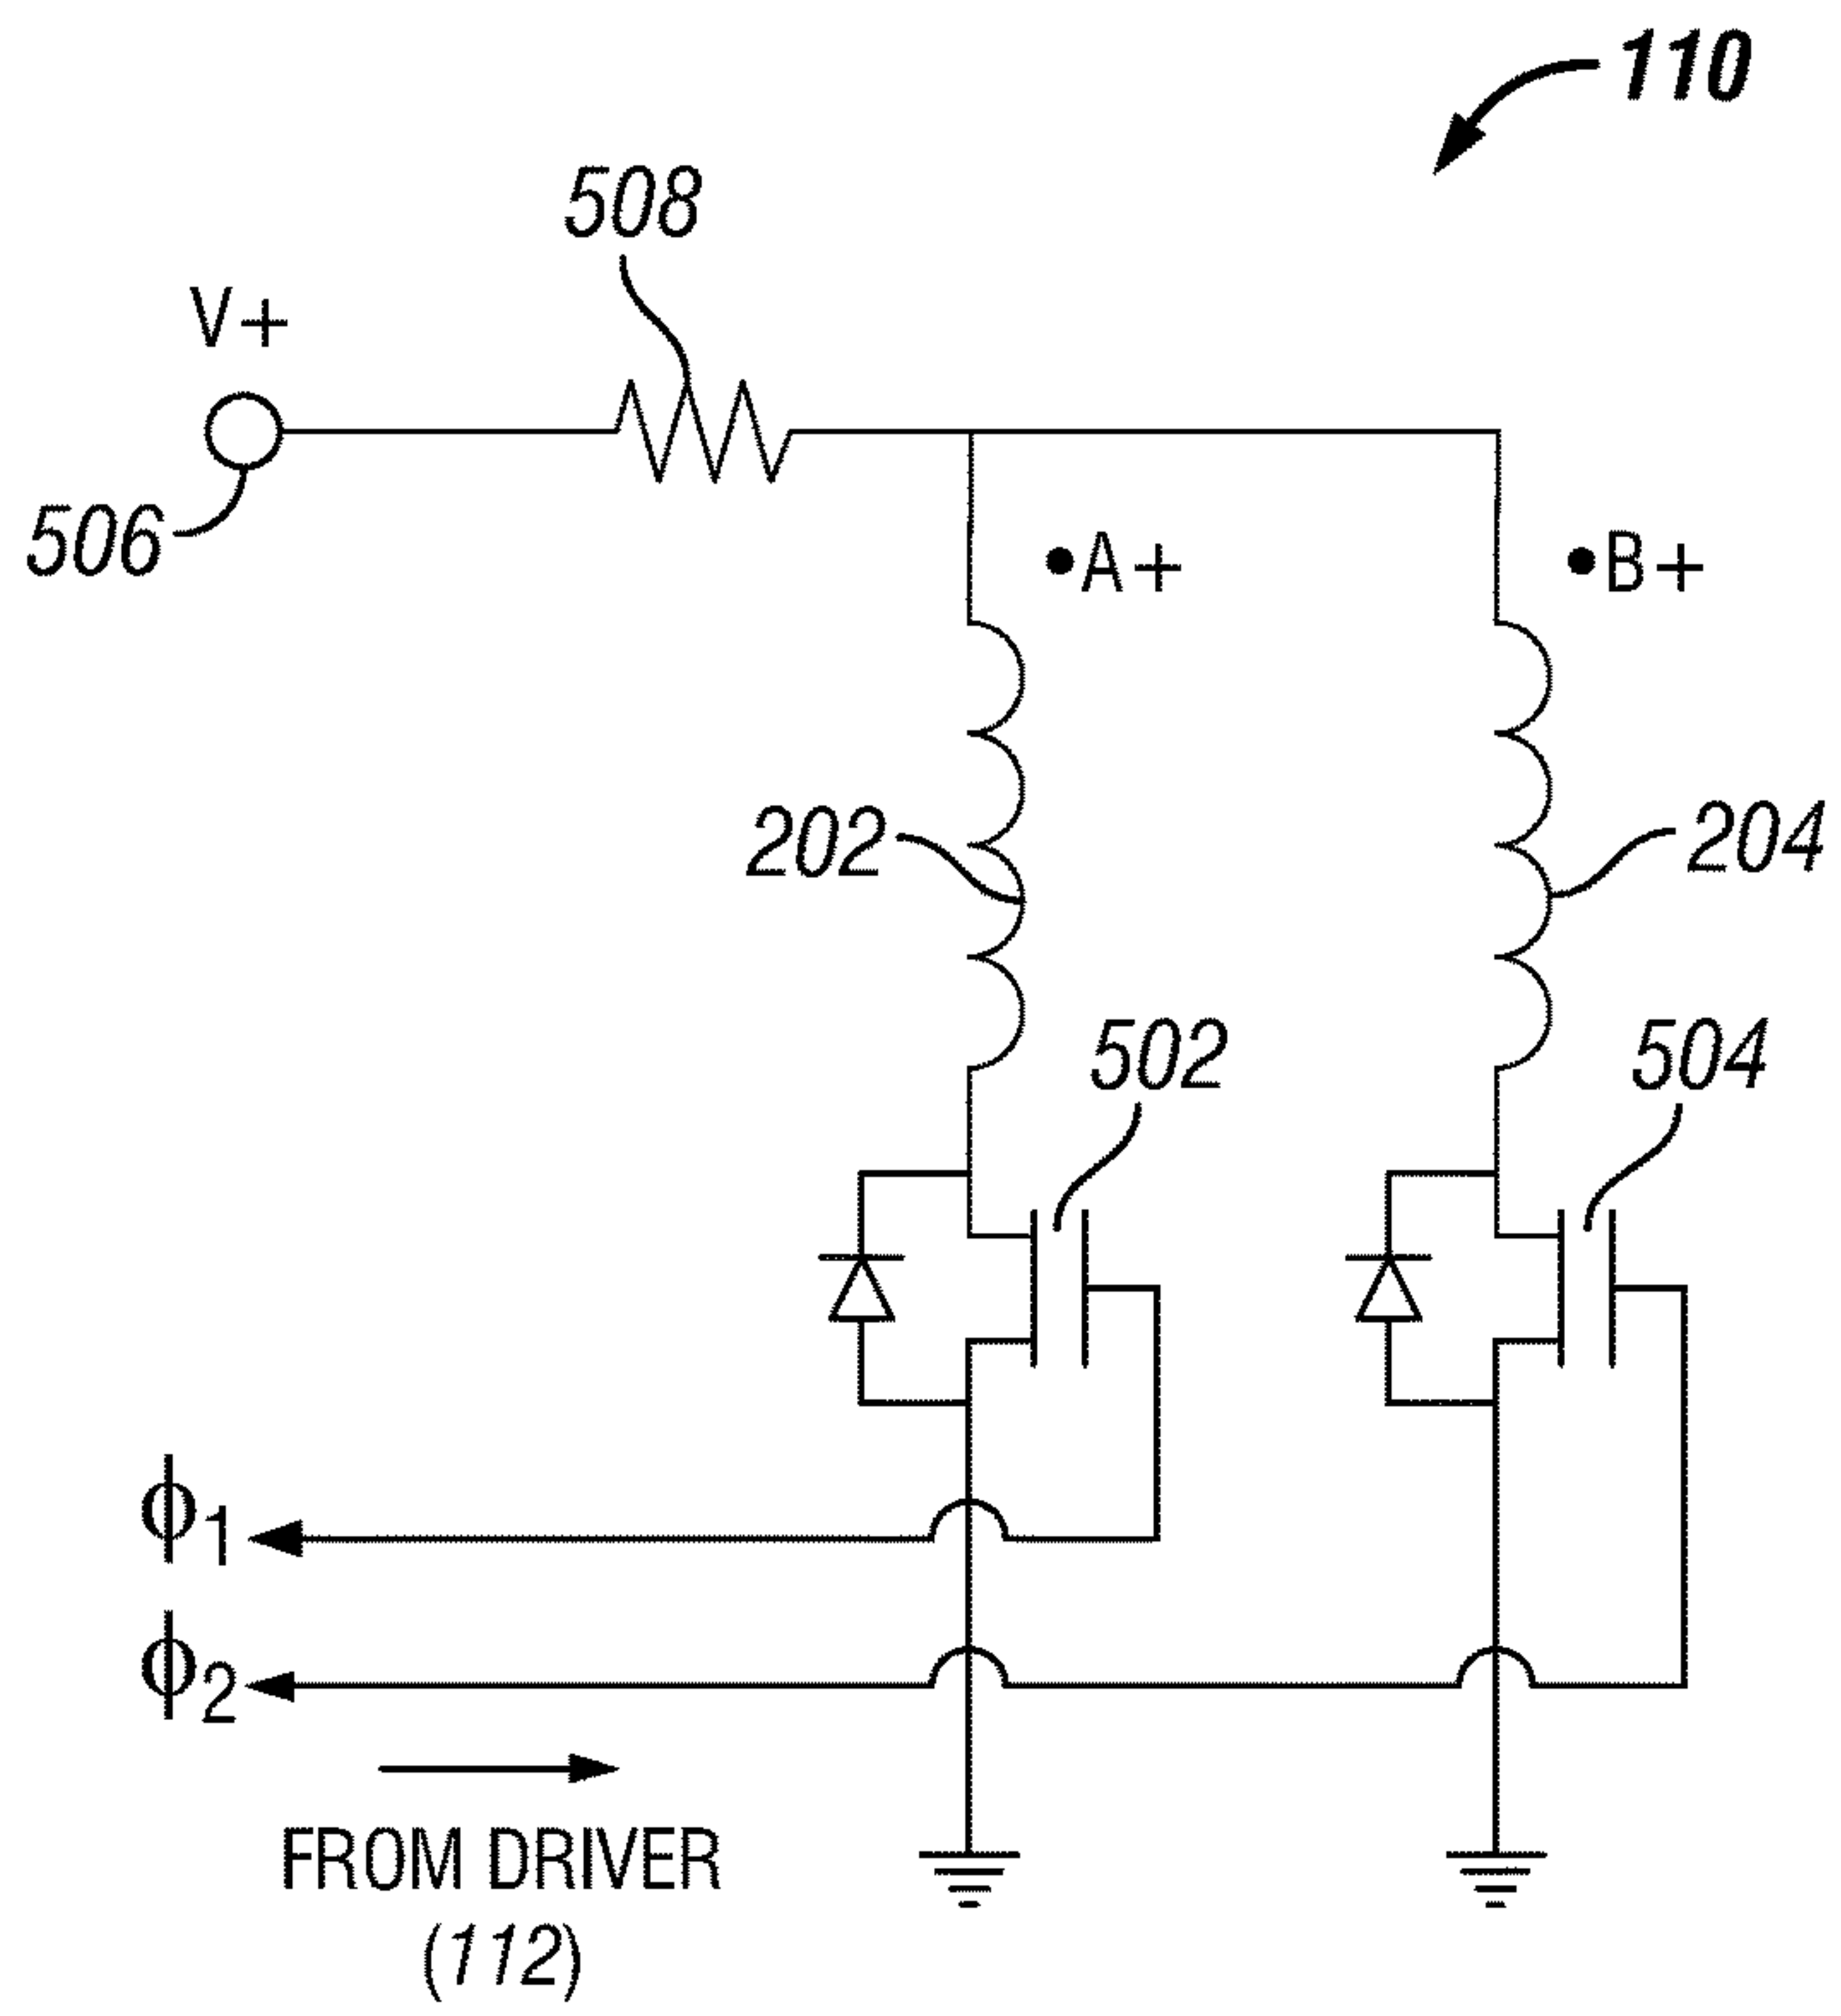 110
508
V+
506
•A+
•B+
202
204
502
504
ϕ1
ϕ2
FROM DRIVER
(112)